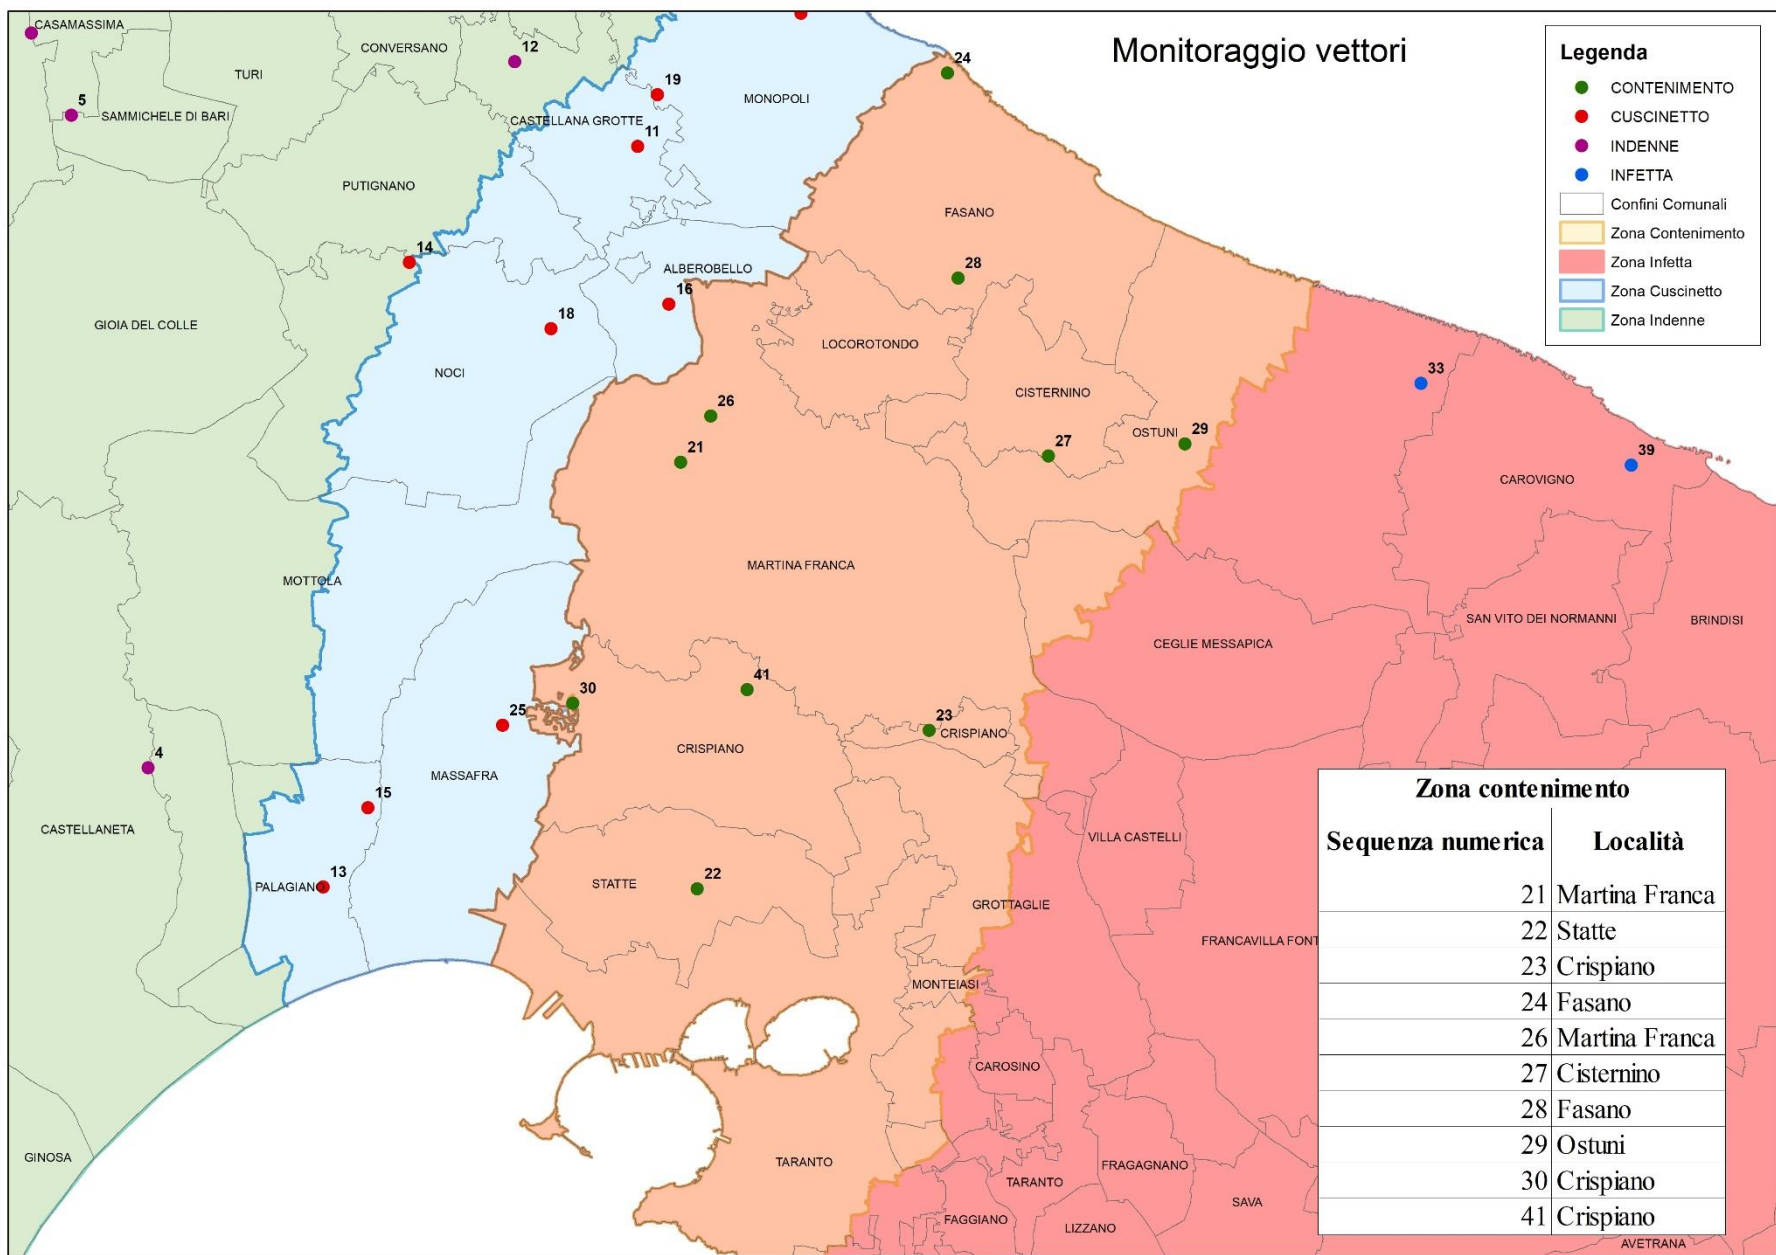 Monitoraggio vettori
Legenda
CONTENIMENTO
CUSCINETTO
INDENNE
INFETTA
Confini Comunali
Zona Contenimento
Zona Infetta
Zona Cuscinetto
Zona Indenne
CASAMASSIMA
CONVERSANO
12
24
TURI
19
MONOPOLI
5
SAMMICHELE DI BARI
CASTELLANA GROTTE
11
PUTIGNANO
FASANO
14
ALBEROBELLO
28
16
GIOIA DEL COLLE
18
LOCOROTONDO
NOCI
33
CISTERNINO
26
OSTUNI
29
21
27
39
CAROVIGNO
MARTINA FRANCA
MOTTOLA
SAN VITO DEI NORMANNI
BRINDISI
CEGLIE MESSAPICA
41
30
25
23
CRISPIANO
CRISPIANO
4
MASSAFRA
15
CASTELLANETA
VILLA CASTELLI
PALAGIANO
13
STATTE
22
GROTTAGLIE
FRANCAVILLA FONT
MONTEIASI
CAROSINO
GINOSA
TARANTO
FRAGAGNANO
TARANTO
SAVA
FAGGIANO
LIZZANO
AVETRANA
Zona contenimento
Sequenza numerica Località
21 Martina Franca
22 Statte
23 Crispiano
24 Fasano
26 Martina Franca
27 Cisternino
28 Fasano
29 Ostuni
30 Crispiano
41 Crispiano